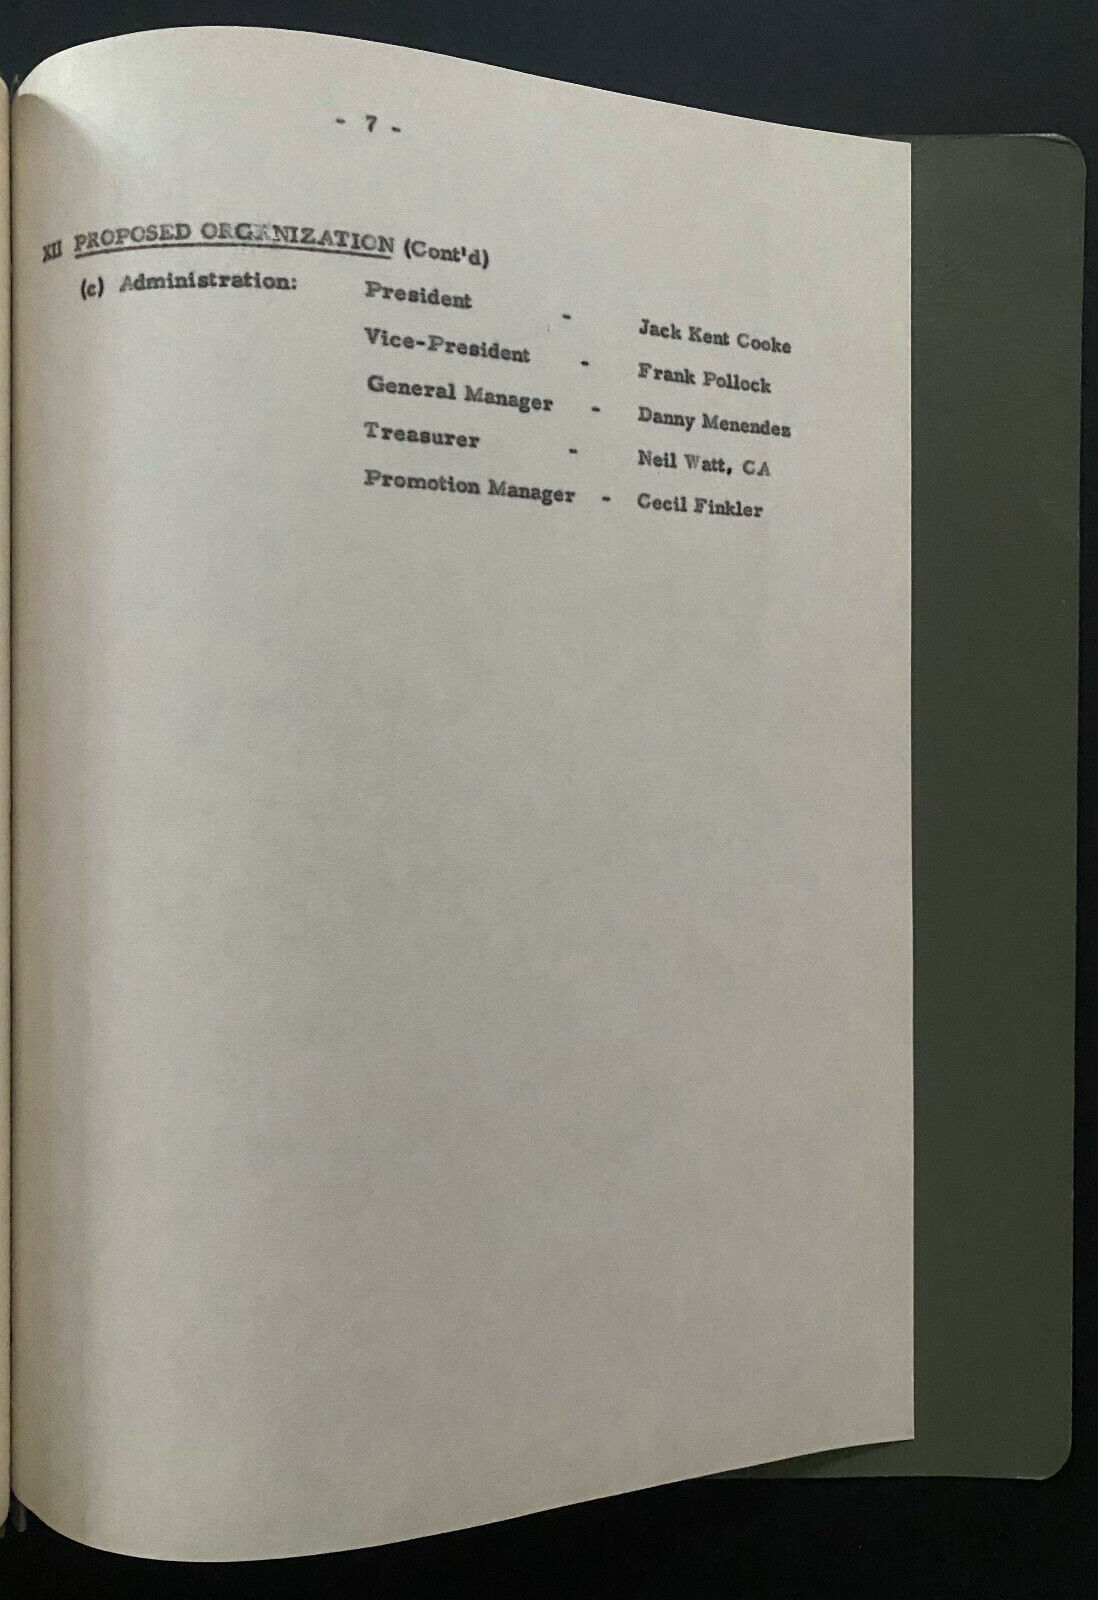 - 7 -
XII PROPOSED ORGANIZATION (Cont'd)
(c) Administration:
President - Jack Kent Cooke
Vice-President - Frank Pollock
General Manager - Danny Menendez
Treasurer - Neil Watt, CA
Promotion Manager - Cecil Finkler